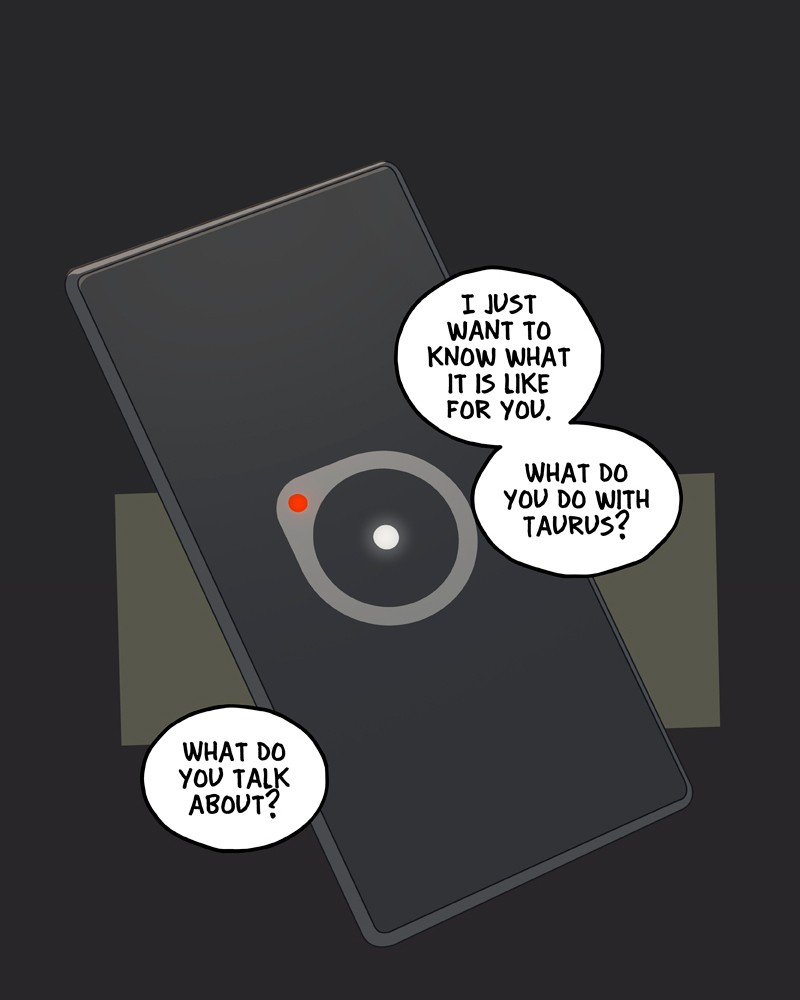 I JUST
WANT TO
KNOW WHAT
IT IS LIKE
FOR YOU.
WHAT DO
YOU DO WITH
TAURUS?
WHAT DO
YOU TALK
ABOUT?